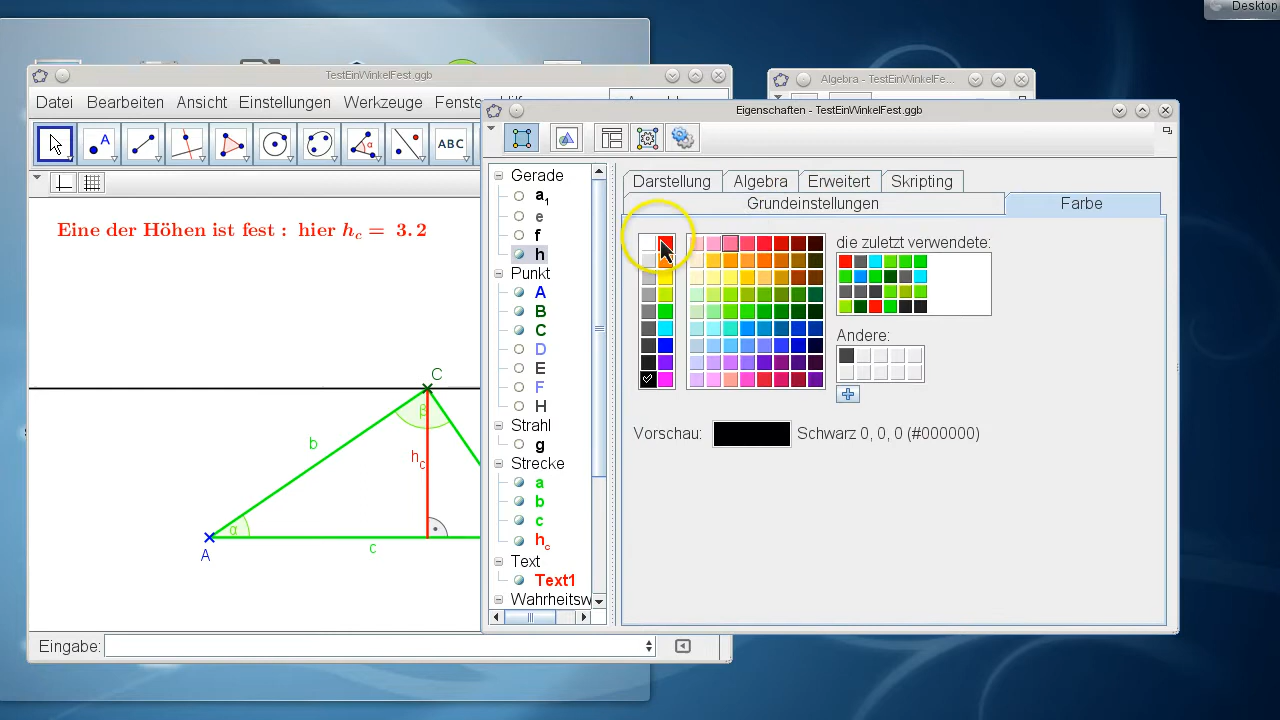 Desktop
TestEinWinkelFest.ggb
Algebra - TestEinWinkelFe...
Datei Bearbeiten Ansicht Einstellungen Werkzeuge Fenste
Eigenschaften - TestEinWinkelFest.ggb
A α ABC
Eine der Höhen ist fest : hier h_c = 3.2
C
β
b
h_c
α
A
c
Eingabe:
Gerade
a_1
e
f
h
Punkt
A
B
C
D
E
F
H
Strahl
g
Strecke
a
b
c
h_c
Text
Text1
Wahrheitsw
Darstellung Algebra Erweitert Skripting
Grundeinstellungen Farbe
die zuletzt verwendete:
Andere:
Vorschau: Schwarz 0, 0, 0 (#000000)